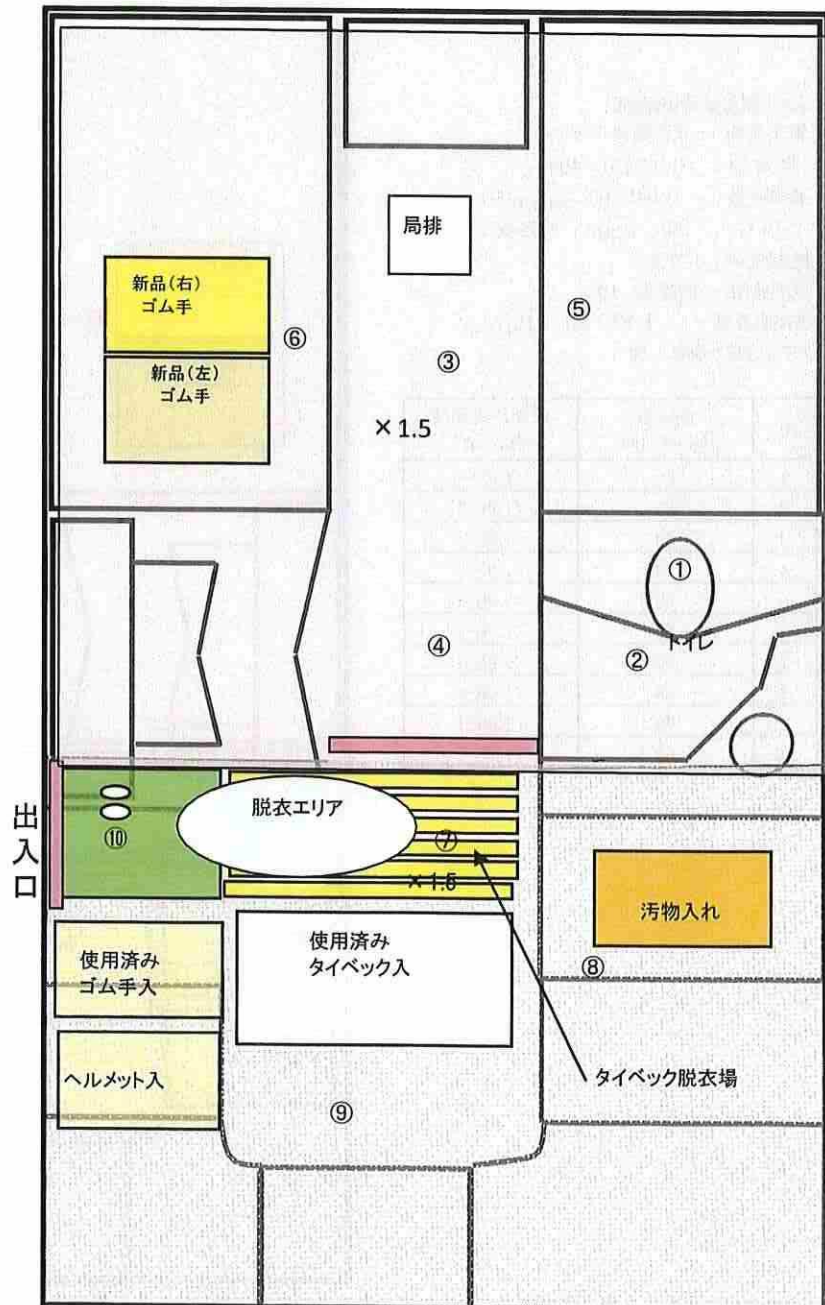 局排
新品(右)
ゴム手
新品(左)
ゴム手
⑥
③
⑤
×1.5
①
トイレ
②
④
出入口
⑩
脱衣エリア
⑦
×1.5
汚物入れ
使用済み
ゴム手入
使用済み
タイベック入
⑧
ヘルメット入
タイベック脱衣場
⑨